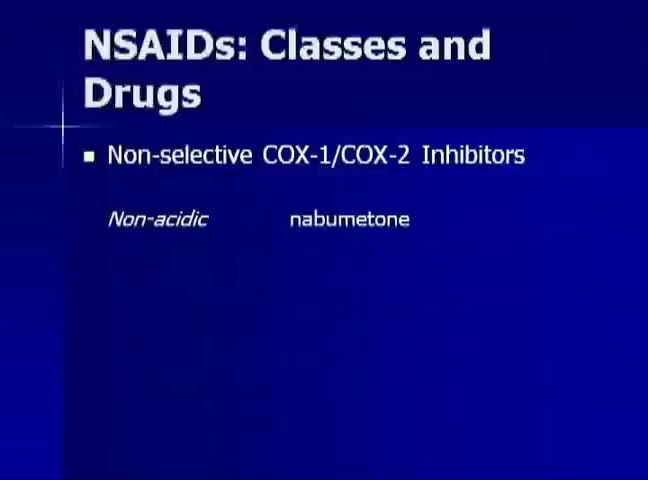 NSAIDs: Classes and
Drugs
Non-selective COX-1/COX-2 Inhibitors
Non-acidic nabumetone